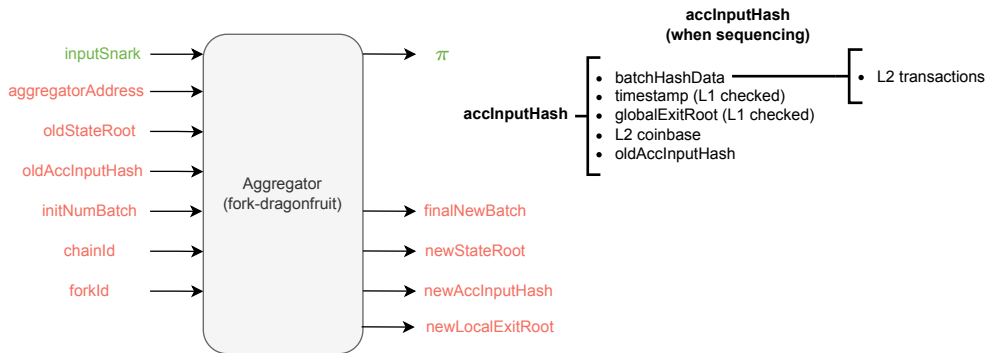 inputSnark
aggregatorAddress
oldStateRoot
oldAccInputHash
initNumBatch
chainId
forkId
Aggregator
(fork-dragonfruit)
π
finalNewBatch
newStateRoot
newAccInputHash
newLocalExitRoot
accInputHash
(when sequencing)
accInputHash
• batchHashData
• timestamp (L1 checked)
• globalExitRoot (L1 checked)
• L2 coinbase
• oldAccInputHash
• L2 transactions